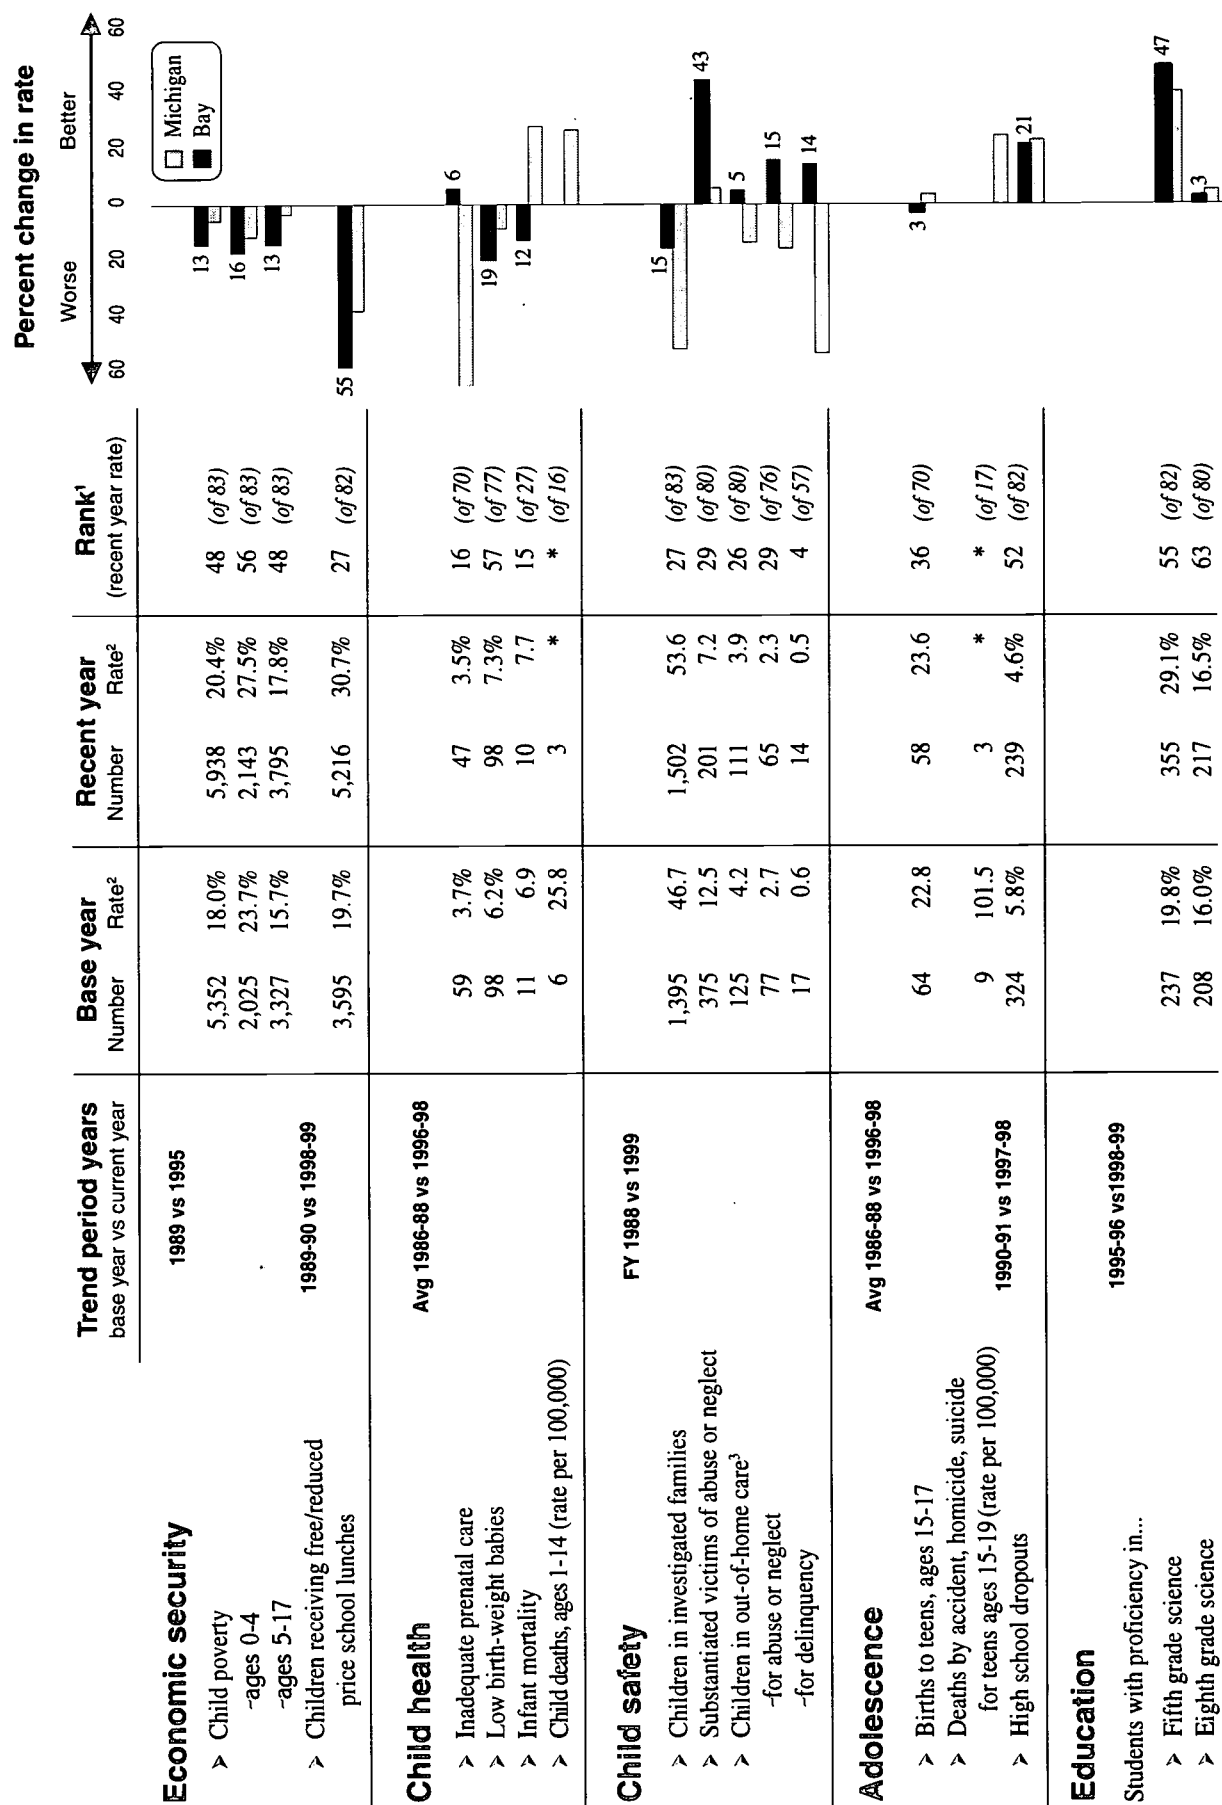 Percent change in rate
Worse Better
60 40 20 0 20 40 60
Michigan
Bay
Trend period years Base year Recent year Rank¹
base year vs current year Number Rate² Number Rate² (recent year rate)
Economic security
1989 vs 1995
➢ Child poverty 5,352 18.0% 5,938 20.4% 48 (of 83) 13
-ages 0-4 2,025 23.7% 2,143 27.5% 56 (of 83) 16
-ages 5-17 3,327 15.7% 3,795 17.8% 48 (of 83) 13
➢ Children receiving free/reduced 1989-90 vs 1998-99
price school lunches 3,595 19.7% 5,216 30.7% 27 (of 82) 55
Child health
Avg 1986-88 vs 1996-98
➢ Inadequate prenatal care 59 3.7% 47 3.5% 16 (of 70) 6
➢ Low birth-weight babies 98 6.2% 98 7.3% 57 (of 77) 19
➢ Infant mortality 11 6.9 10 7.7 15 (of 27) 12
➢ Child deaths, ages 1-14 (rate per 100,000) 6 25.8 3 * * (of 16)
Child safety
FY 1988 vs 1999
➢ Children in investigated families 1,395 46.7 1,502 53.6 27 (of 83) 15
➢ Substantiated victims of abuse or neglect 375 12.5 201 7.2 29 (of 80) 43
➢ Children in out-of-home care³ 125 4.2 111 3.9 26 (of 80) 5
-for abuse or neglect 77 2.7 65 2.3 29 (of 76) 15
-for delinquency 17 0.6 14 0.5 4 (of 57) 14
Adolescence
Avg 1986-88 vs 1996-98
➢ Births to teens, ages 15-17 64 22.8 58 23.6 36 (of 70) 3
➢ Deaths by accident, homicide, suicide
for teens ages 15-19 (rate per 100,000) 9 101.5 3 * * (of 17)
1990-91 vs 1997-98
➢ High school dropouts 324 5.8% 239 4.6% 52 (of 82) 21
Education
1995-96 vs1998-99
Students with proficiency in...
➢ Fifth grade science 237 19.8% 355 29.1% 55 (of 82) 47
➢ Eighth grade science 208 16.0% 217 16.5% 63 (of 80) 3